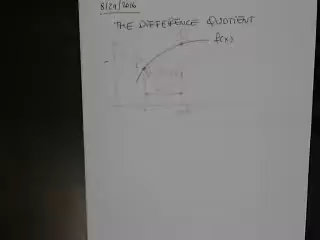 8/29/2016
THE DIFFERENCE QUOTIENT
f(x)